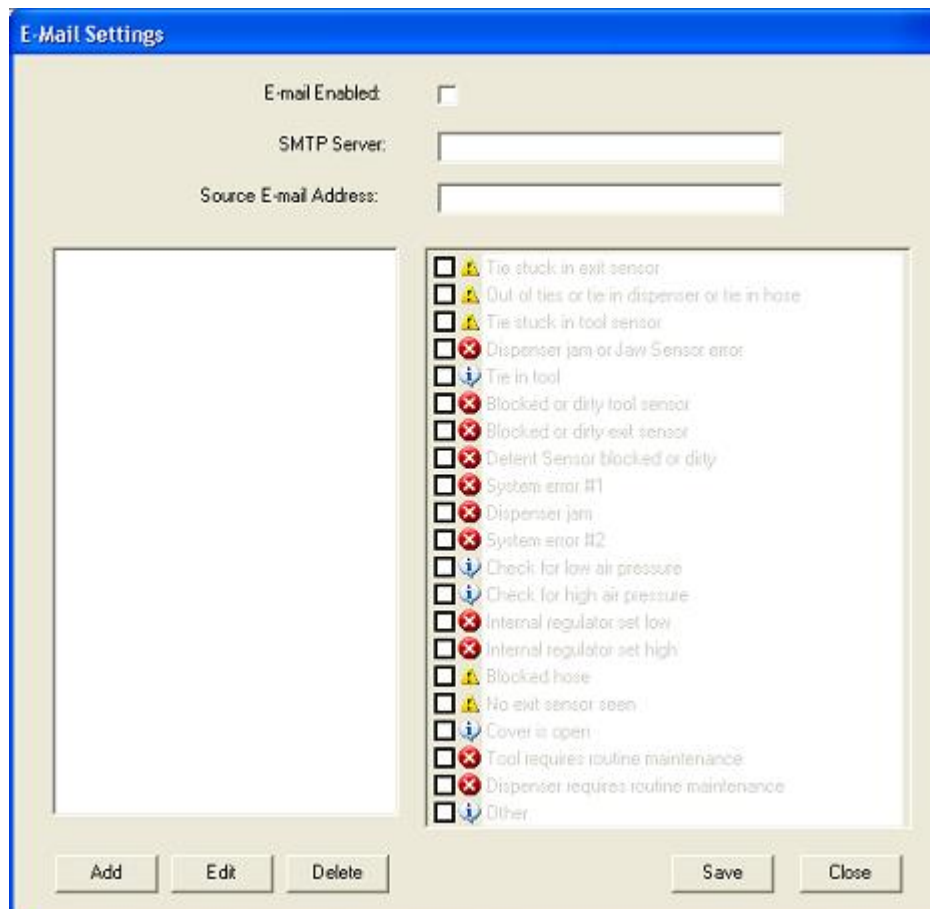 E-Mail Settings
E-mail Enabled:
SMTP Server:
Source E-mail Address:
Tie stuck in exit sensor
Out of ties or tie in dispenser or tie in hose
Tie stuck in tool sensor
Dispenser jam or Jaw Sensor error
Tie in tool
Blocked or dirty tool sensor
Blocked or dirty exit sensor
Detent Sensor blocked or dirty
System error #1
Dispenser jam
System error #2
Check for low air pressure
Check for high air pressure
Internal regulator set low
Internal regulator set high
Blocked hose
No exit sensor seen
Cover is open
Tool requires routine maintenance
Dispenser requires routine maintenance
Other
Add Edit Delete Save Close